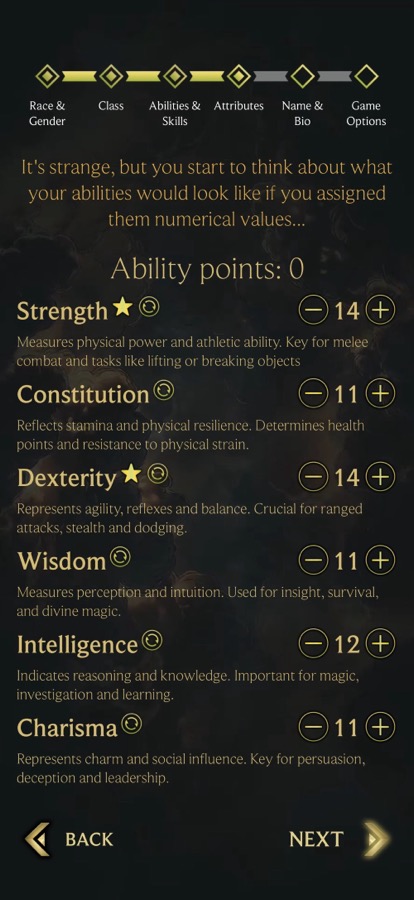 Race & Class Abilities & Attributes Name & Game
Gender Skills Bio Options
It's strange, but you start to think about what
your abilities would look like if you assigned
them numerical values...
Ability points: 0
Strength 14
Measures physical power and athletic ability. Key for melee
combat and tasks like lifting or breaking objects
Constitution 11
Reflects stamina and physical resilience. Determines health
points and resistance to physical strain.
Dexterity 14
Represents agility, reflexes and balance. Crucial for ranged
attacks, stealth and dodging.
Wisdom 11
Measures perception and intuition. Used for insight, survival,
and divine magic.
Intelligence 12
Indicates reasoning and knowledge. Important for magic,
investigation and learning.
Charisma 11
Represents charm and social influence. Key for persuasion,
deception and leadership.
BACK NEXT